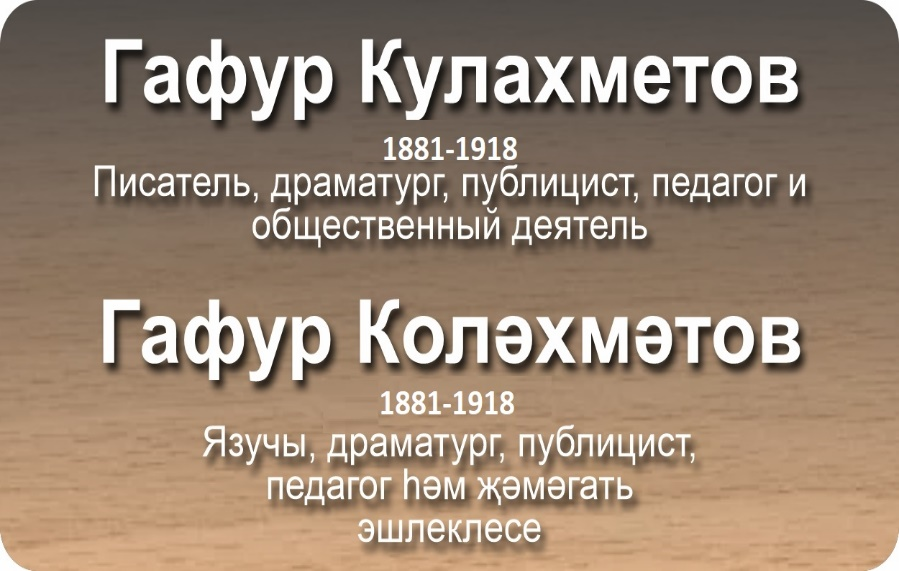 Гафур Кулахметов
1881-1918
Писатель, драматург, публицист, педагог и
общественный деятель
Гафур Коләхмәтов
1881-1918
Язучы, драматург, публицист,
педагог һәм җәмәгать
эшлеклесе